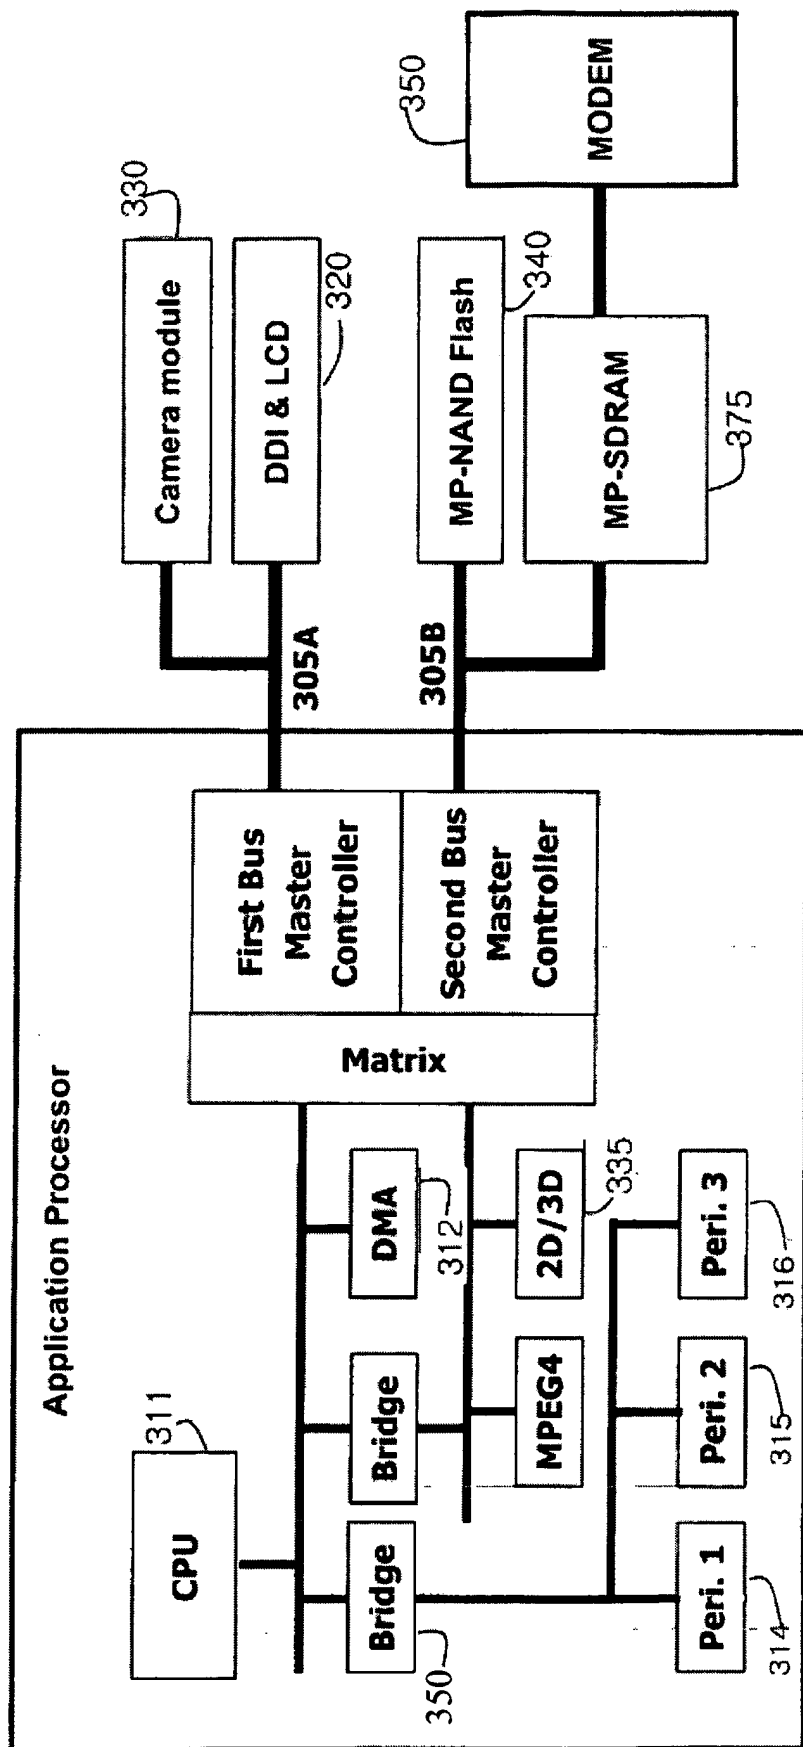 Application Processor
CPU
311
Bridge
350
Bridge
DMA
312
MPEG4
2D/3D
335
Peri. 1
314
Peri. 2
315
Peri. 3
316
Matrix
First Bus
Master
Controller
Second Bus
Master
Controller
305A
305B
Camera module
330
DDI & LCD
320
MP-NAND Flash
340
MP-SDRAM
375
MODEM
350